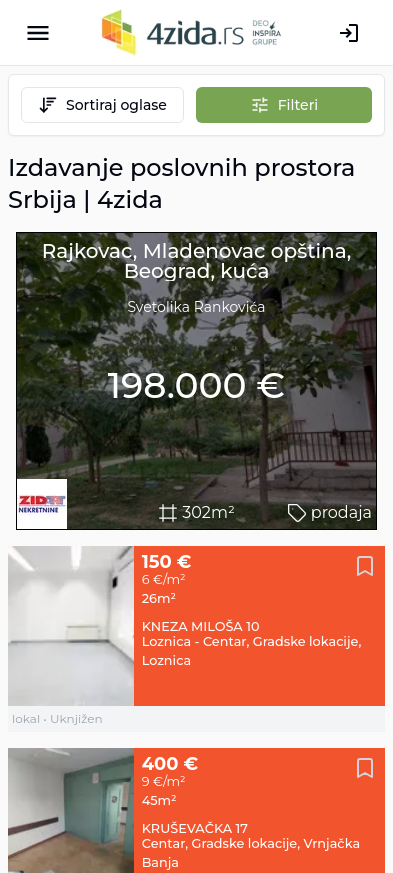 4zida.rs
DEO
INSPIRA
GRUPE
Sortiraj oglase
Filteri
Izdavanje poslovnih prostora
Srbija | 4zida
Rajkovac, Mladenovac opština,
Beograd, kuća
Svetolika Rankovića
198.000 €
ZID
NEKRETNINE
302m²
prodaja
150 €
6 €/m²
26m²
KNEZA MILOŠA 10
Loznica - Centar, Gradske lokacije,
Loznica
lokal • Uknjižen
400 €
9 €/m²
45m²
KRUŠEVAČKA 17
Centar, Gradske lokacije, Vrnjačka
Banja